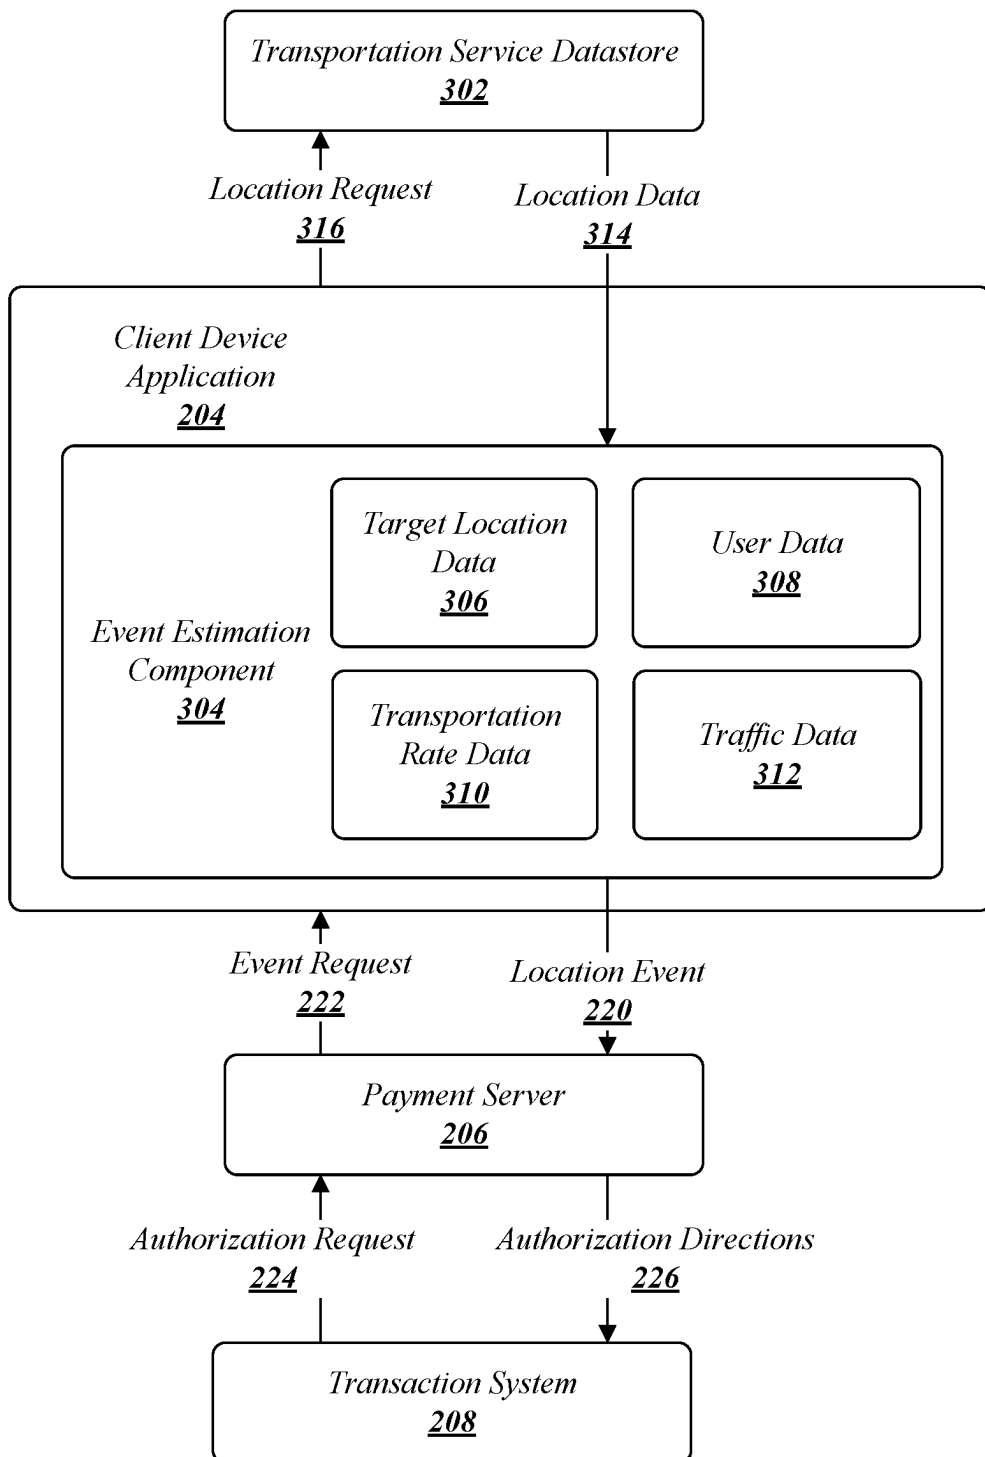 Transportation Service Datastore
302
Location Request
316
Location Data
314
Client Device
Application
204
Event Estimation
Component
304
Target Location
Data
306
User Data
308
Transportation
Rate Data
310
Traffic Data
312
Event Request
222
Location Event
220
Payment Server
206
Authorization Request
224
Authorization Directions
226
Transaction System
208